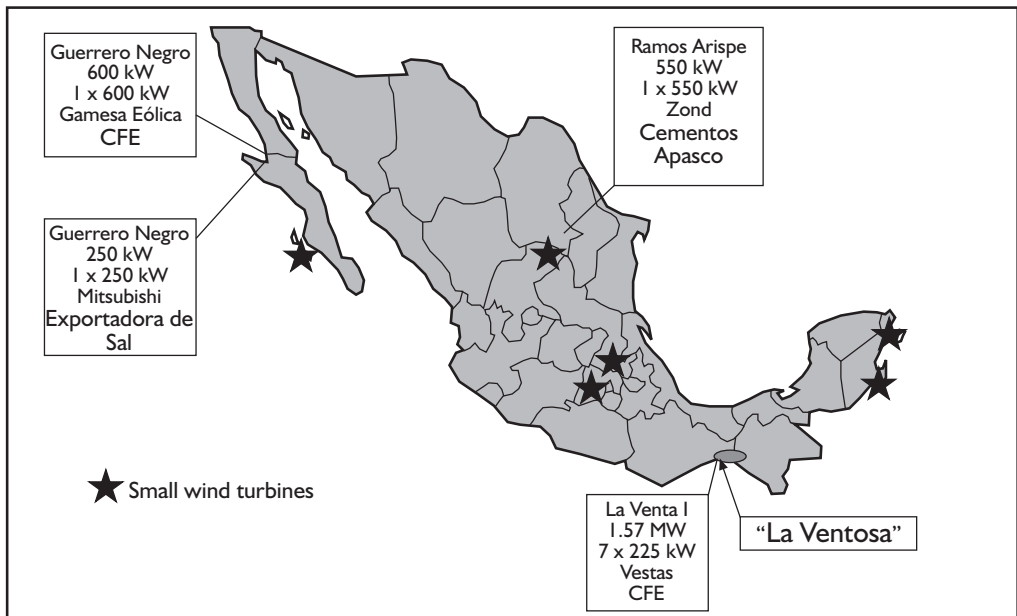 Guerrero Negro
600 kW
1 x 600 kW
Gamesa Eólica
CFE
Ramos Arispe
550 kW
1 x 550 kW
Zond
Cementos
Apasco
Guerrero Negro
250 kW
1 x 250 kW
Mitsubishi
Exportadora de
Sal
Small wind turbines
La Venta I
1.57 MW
7 x 225 kW
Vestas
CFE
“La Ventosa”